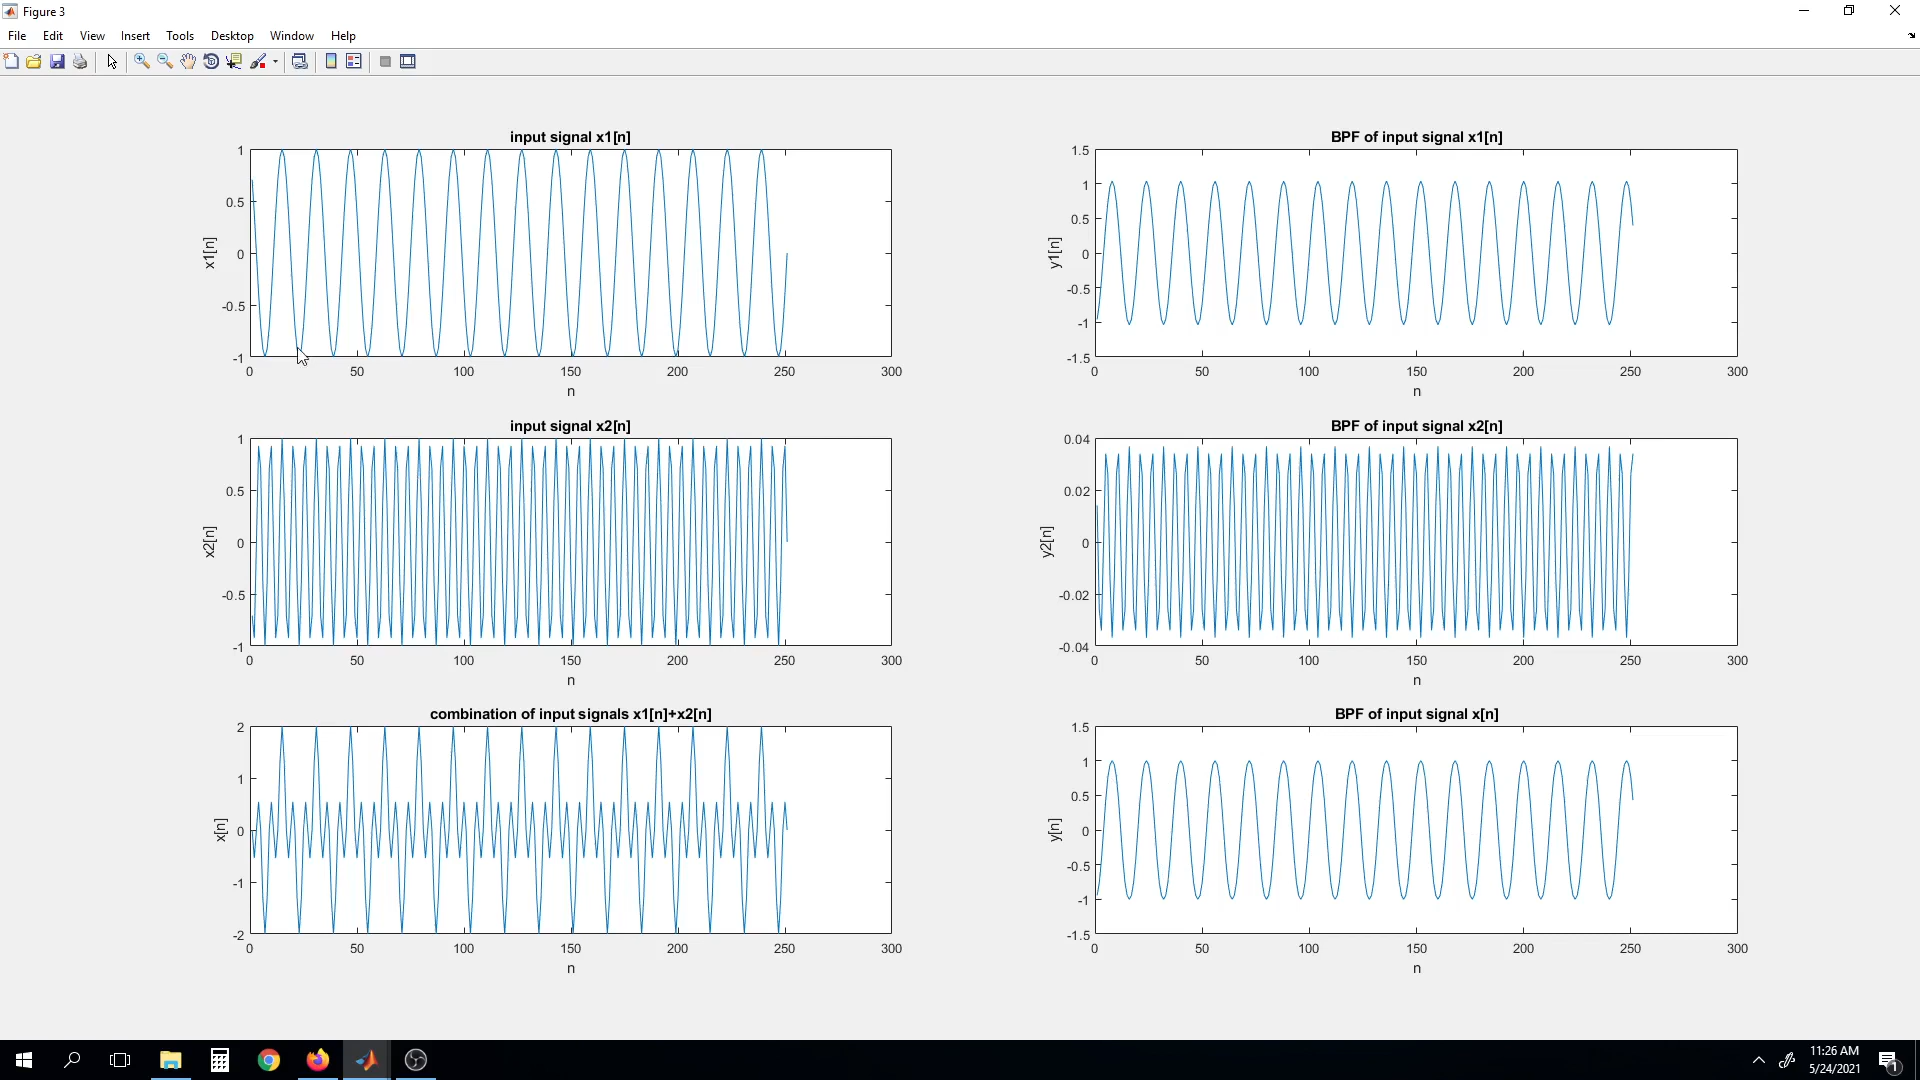 Figure 3
File Edit View Insert Tools Desktop Window Help
input signal x1[n]
1
0.5
0
-0.5
-1
x1[n]
0 50 100 150 200 250 300
n
BPF of input signal x1[n]
1.5
1
0.5
0
-0.5
-1
-1.5
y1[n]
0 50 100 150 200 250 300
n
input signal x2[n]
1
0.5
0
-0.5
-1
x2[n]
0 50 100 150 200 250 300
n
BPF of input signal x2[n]
0.04
0.02
0
-0.02
-0.04
y2[n]
0 50 100 150 200 250 300
n
combination of input signals x1[n]+x2[n]
2
1
0
-1
-2
x[n]
0 50 100 150 200 250 300
n
BPF of input signal x[n]
1.5
1
0.5
0
-0.5
-1
-1.5
y[n]
0 50 100 150 200 250 300
n
11:26 AM
5/24/2021
1